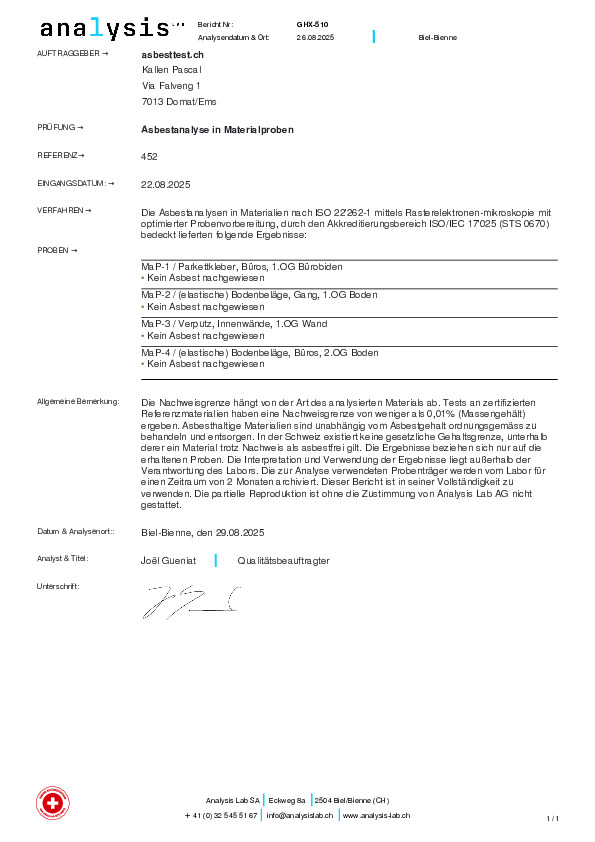 analysis
Bericht Nr: GHX-510
Analysendatum & Ort: 26.08.2025 Biel-Bienne
AUFTRAGGEBER → asbesttest.ch
Kallen Pascal
Via Falveng 1
7013 Domat/Ems
PRÜFUNG → Asbestanalyse in Materialproben
REFERENZ → 452
EINGANGSDATUM: → 22.08.2025
VERFAHREN → Die Asbestanalysen in Materialien nach ISO 22'262-1 mittels Rasterelektronen-mikroskopie mit
optimierter Probenvorbereitung, durch den Akkreditierungsbereich ISO/IEC 17025 (STS 0670)
bedeckt lieferten folgende Ergebnisse:
PROBEN →
MaP-1 / Parkettkleber, Büros, 1.OG Bürobiden
• Kein Asbest nachgewiesen
MaP-2 / (elastische) Bodenbeläge, Gang, 1.OG Boden
• Kein Asbest nachgewiesen
MaP-3 / Verputz, Innenwände, 1.OG Wand
• Kein Asbest nachgewiesen
MaP-4 / (elastische) Bodenbeläge, Büros, 2.OG Boden
• Kein Asbest nachgewiesen
Allgemeine Bemerkung: Die Nachweisgrenze hängt von der Art des analysierten Materials ab. Tests an zertifizierten
Referenzmaterialien haben eine Nachweisgrenze von weniger als 0,01% (Massengehält)
ergeben. Asbesthaltige Materialien sind unabhängig vom Asbestgehalt ordnungsgemäss zu
behandeln und entsorgen. In der Schweiz existiert keine gesetzliche Gehaltsgrenze, unterhalb
derer ein Material trotz Nachweis als asbestfrei gilt. Die Ergebnisse beziehen sich nur auf die
erhaltenen Proben. Die Interpretation und Verwendung der Ergebnisse liegt außerhalb der
Verantwortung des Labors. Die zur Analyse verwendeten Probenträger werden vom Labor für
einen Zeitraum von 2 Monaten archiviert. Dieser Bericht ist in seiner Vollständigkeit zu
verwenden. Die partielle Reproduktion ist ohne die Zustimmung von Analysis Lab AG nicht
gestattet.
Datum & Analysenort:: Biel-Bienne, den 29.08.2025
Analyst & Titel: Joël Gueniat Qualitätsbeauftragter
Unterschrift:
Analysis Lab SA Eckweg 8a 2504 Biel/Bienne (CH)
+ 41 (0) 32 545 51 67 info@analysislab.ch www.analysis-lab.ch
1 / 1